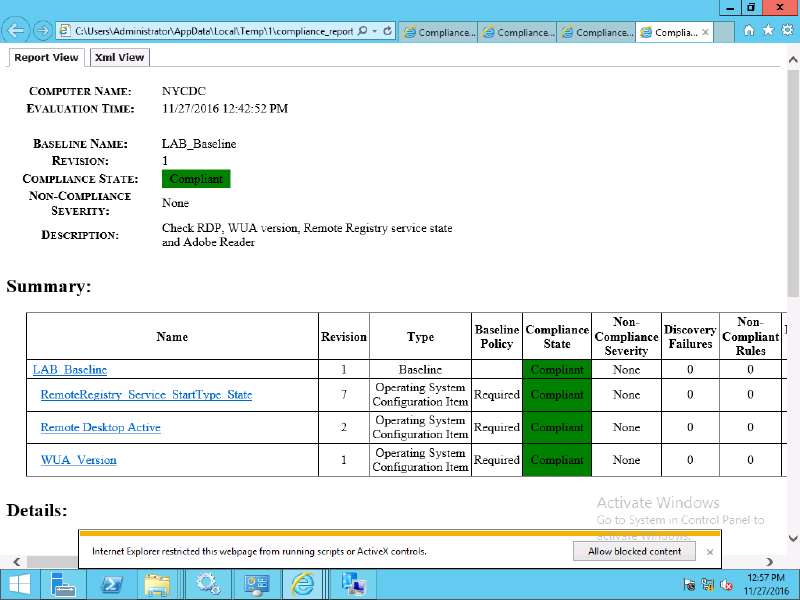 C:\Users\Administrator\AppData\Local\Temp\1\compliance_report
Compliance...
Compliance...
Compliance...
Complia...
Report View
Xml View
COMPUTER NAME: NYCDC
EVALUATION TIME: 11/27/2016 12:42:52 PM
BASELINE NAME: LAB_Baseline
REVISION: 1
COMPLIANCE STATE: Compliant
NON-COMPLIANCE
SEVERITY:
None
DESCRIPTION:
Check RDP, WUA version, Remote Registry service state
and Adobe Reader
Summary:
Name
Revision
Type
Baseline
Policy
Compliance
State
Non-
Compliance
Severity
Discovery
Failures
Non-
Compliant
Rules
LAB_Baseline 1 Baseline Compliant None 0 0
RemoteRegistry_Service_StartType_State 7
Operating System
Configuration Item
Required Compliant None 0 0
Remote Desktop Active 2
Operating System
Configuration Item
Required Compliant None 0 0
WUA_Version 1
Operating System
Configuration Item
Required Compliant None 0 0
Details:
Activate Windows
Go to System in Control Panel to
activate Windows.
Internet Explorer restricted this webpage from running scripts or ActiveX controls.
Allow blocked content
12:57 PM
11/27/2016